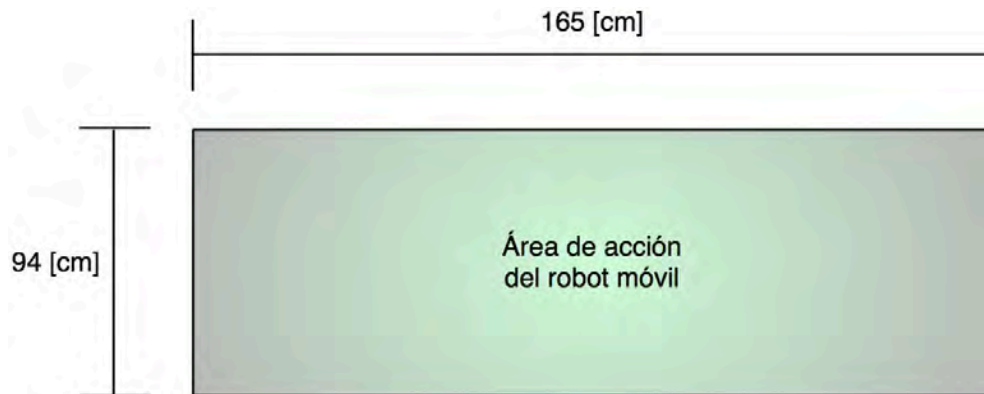 165 [cm]
94 [cm]
Área de acción
del robot móvil